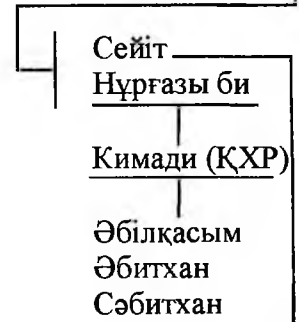 Сейіт
Нұрғазы би
Кимади (ҚХР)
Әбілқасым
Әбитхан
Сәбитхан